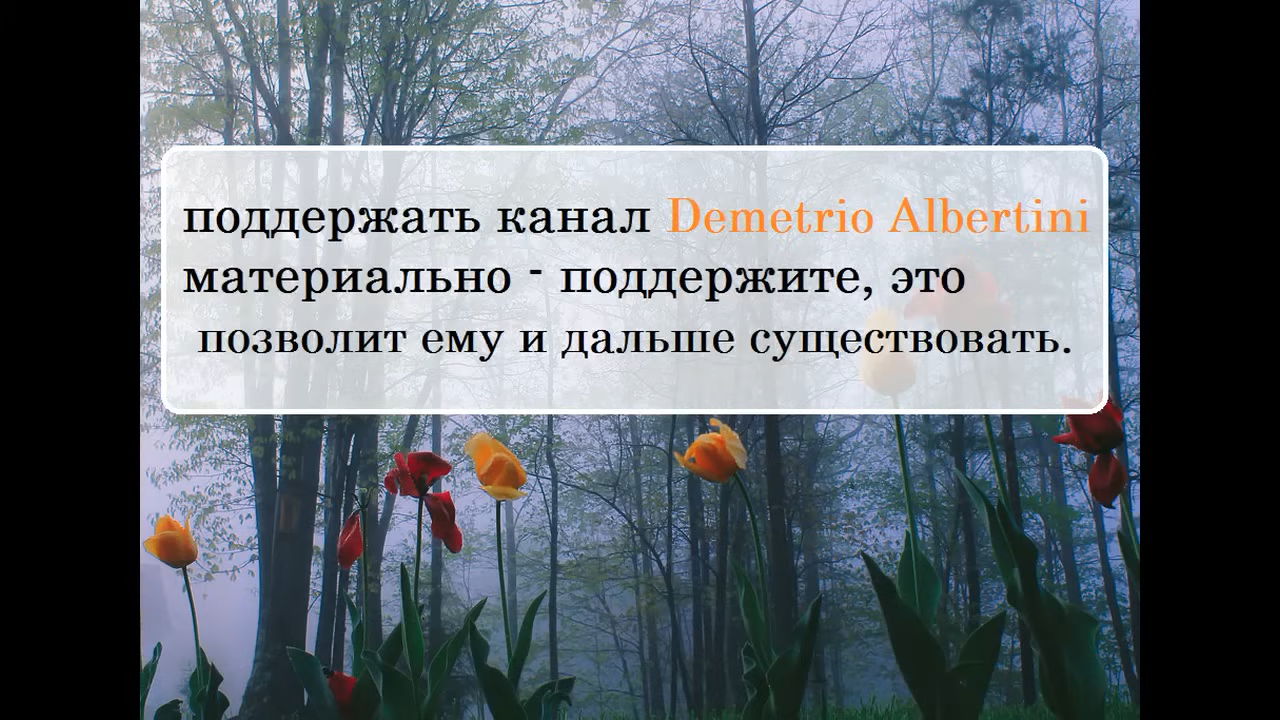 поддержать канал Demetrio Albertini
материально - поддержите, это
позволит ему и дальше существовать.